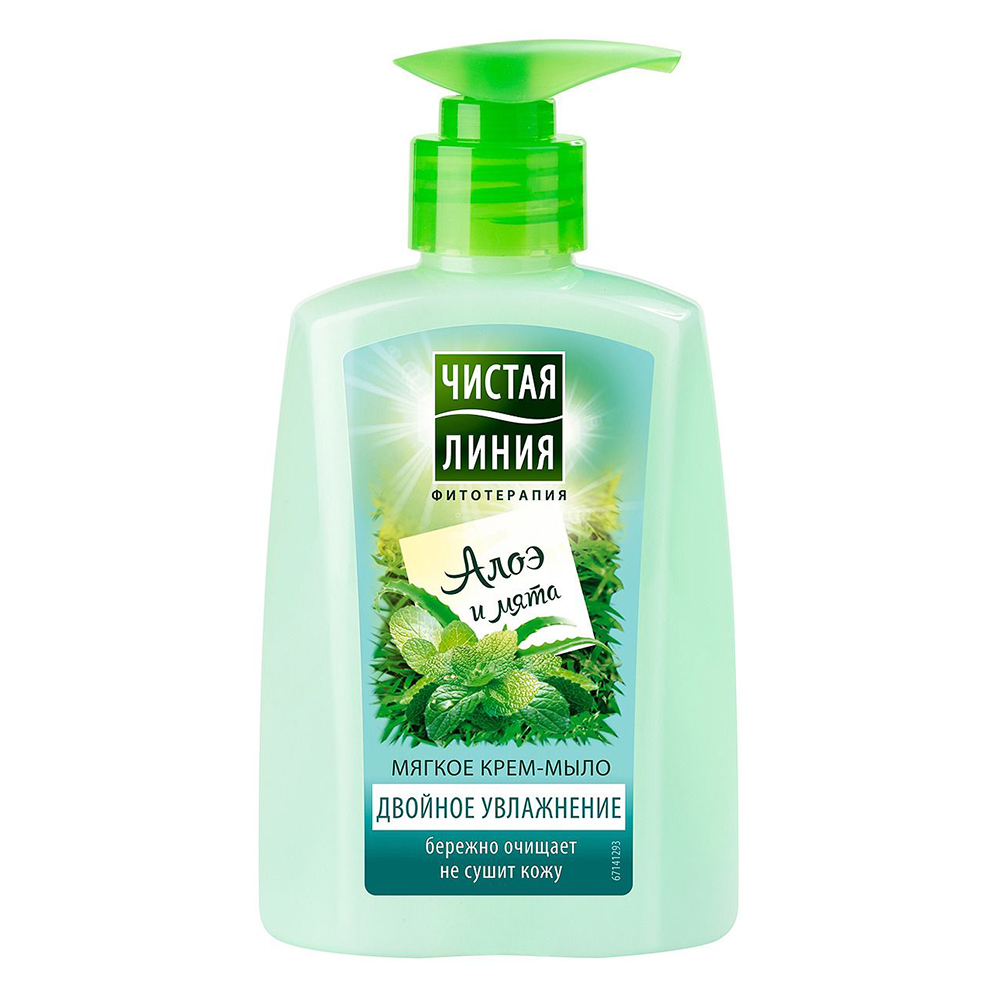 ЧИСТАЯ
ЛИНИЯ
ФИТОТЕРАПИЯ
Алоэ
и мята
МЯГКОЕ КРЕМ-МЫЛО
ДВОЙНОЕ УВЛАЖНЕНИЕ
бережно очищает
не сушит кожу
67141293